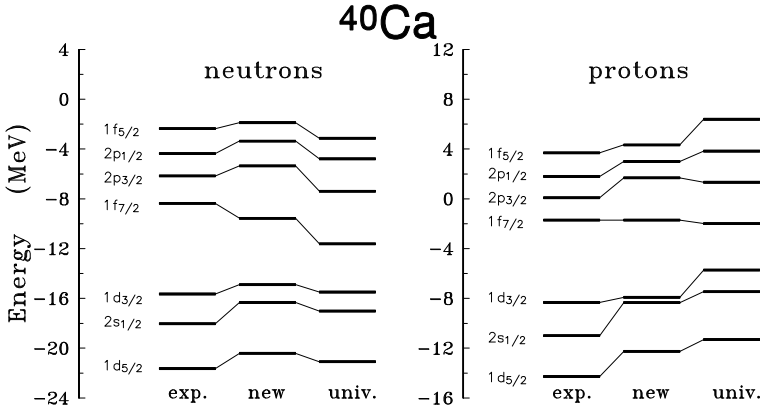 ⁴⁰Ca
neutrons
protons
Energy (MeV)
4
0
−4
−8
−12
−16
−20
−24
1f5/2
2p1/2
2p3/2
1f7/2
1d3/2
2s1/2
1d5/2
exp. new univ.
12
8
4
0
−4
−8
−12
−16
1f5/2
2p1/2
2p3/2
1f7/2
1d3/2
2s1/2
1d5/2
exp. new univ.